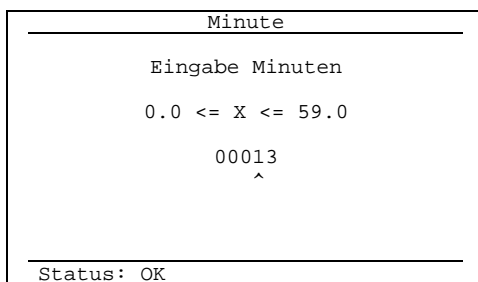 Minute
Eingabe Minuten
0.0 <= X <= 59.0
00013
^
Status: OK